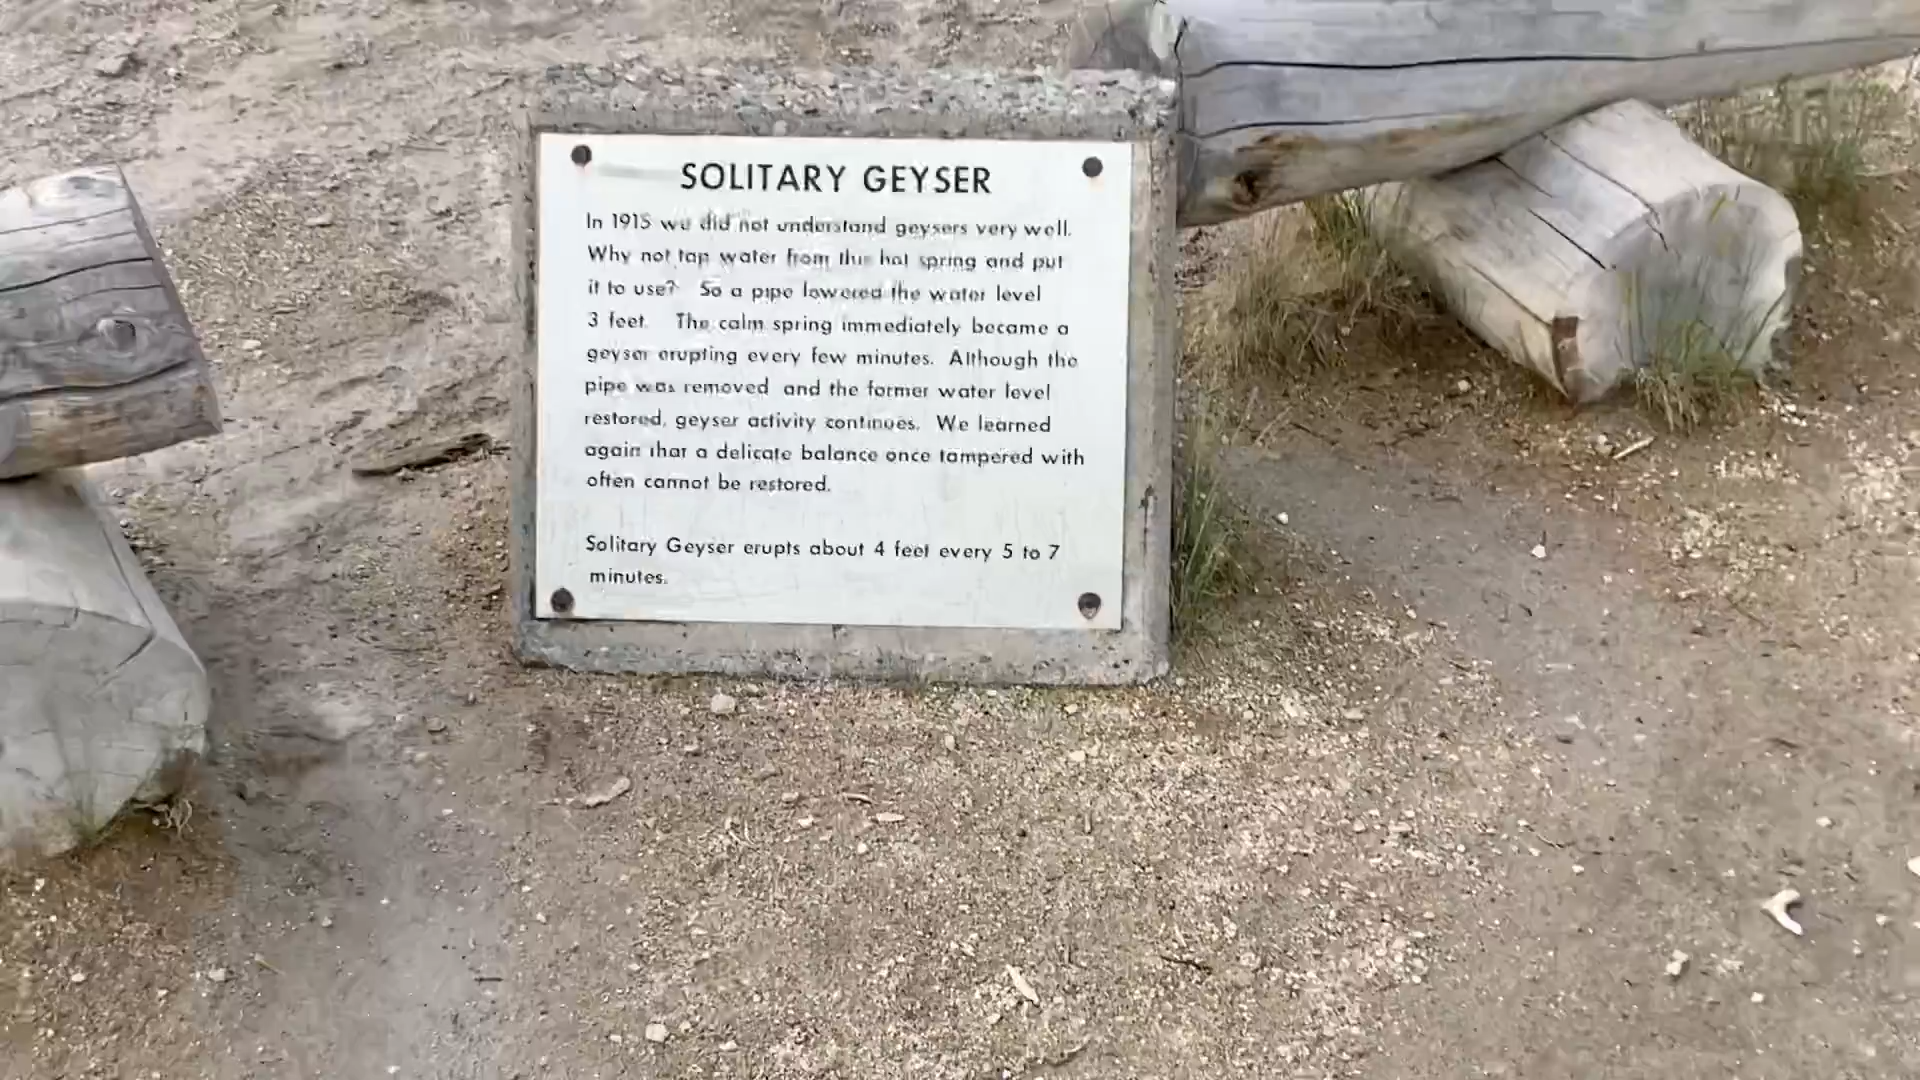 SOLITARY GEYSER
In 1915 we did not understand geysers very well.
Why not tap water from this hot spring and put
it to use? So a pipe lowered the water level
3 feet. The calm spring immediately became a
geyser erupting every few minutes. Although the
pipe was removed and the former water level
restored, geyser activity continues. We learned
again that a delicate balance once tampered with
often cannot be restored.
Solitary Geyser erupts about 4 feet every 5 to 7
minutes.